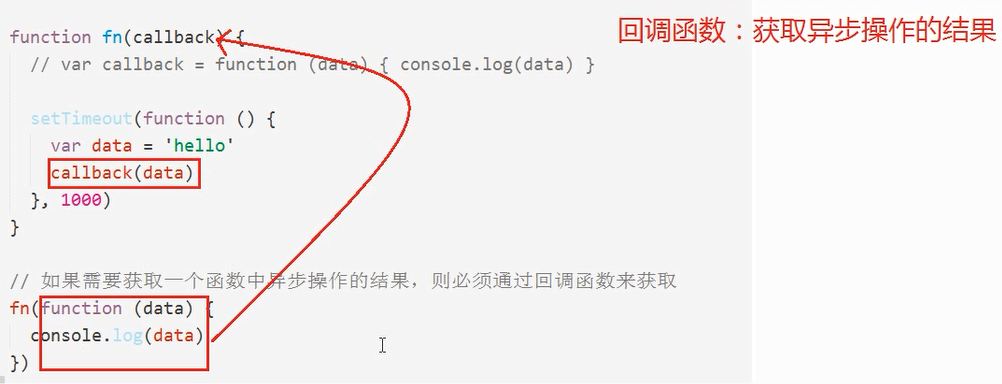 回调函数：获取异步操作的结果
function fn(callback) {
// var callback = function (data) { console.log(data) }
setTimeout(function () {
var data = 'hello'
callback(data)
}, 1000)
}
// 如果需要获取一个函数中异步操作的结果，则必须通过回调函数来获取
fn(function (data) {
console.log(data)
})